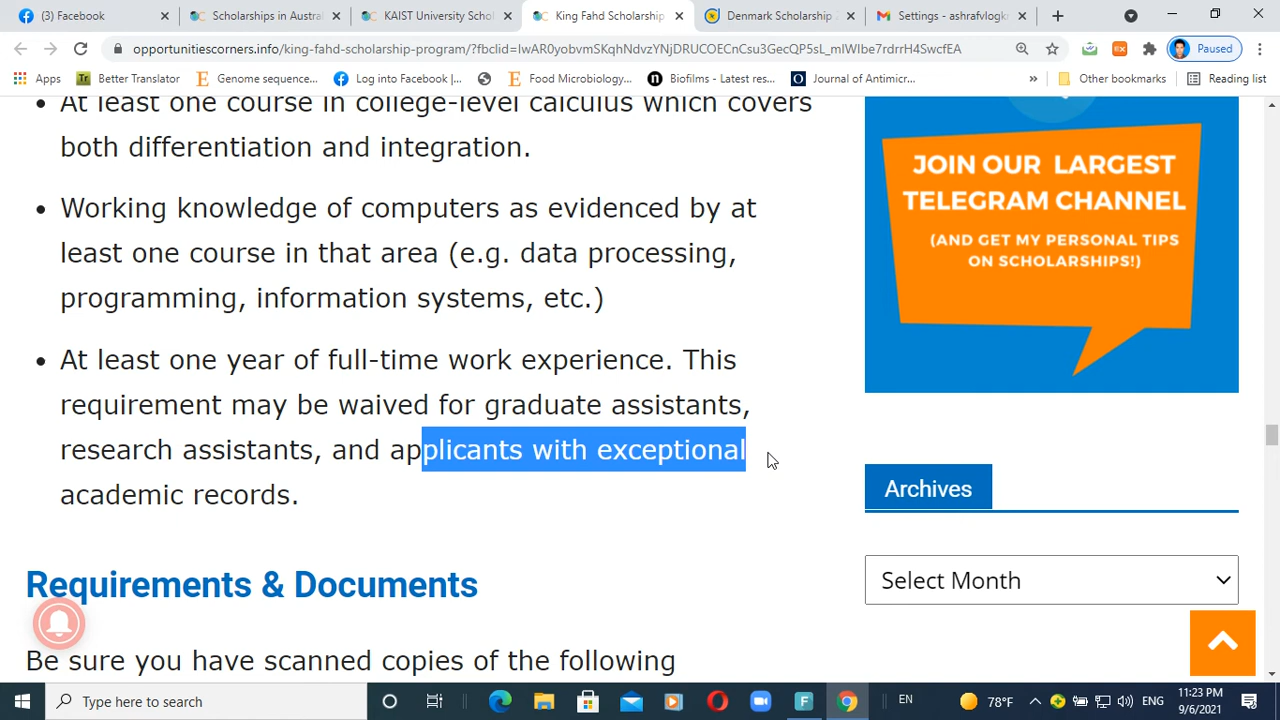 (3) Facebook
Scholarships in Austra
KAIST University Scho
King Fahd Scholarship
Denmark Scholarship
Settings - ashrafvlogk
opportunitiescorners.info/king-fahd-scholarship-program/?fbclid=IwAR0yobvmSKqhNdvzYNjDRUCOECnCsu3GecQP5sL_mIWIbe7rdrrH4SwcfEA
Paused
Apps
Better Translator
Genome sequence...
Log into Facebook |...
Food Microbiology,...
Biofilms - Latest res...
Journal of Antimicr...
»
Other bookmarks
Reading list
• At least one course in college-level calculus which covers
both differentiation and integration.
• Working knowledge of computers as evidenced by at
least one course in that area (e.g. data processing,
programming, information systems, etc.)
• At least one year of full-time work experience. This
requirement may be waived for graduate assistants,
research assistants, and applicants with exceptional
academic records.
Requirements & Documents
Be sure you have scanned copies of the following
JOIN OUR LARGEST
TELEGRAM CHANNEL
(AND GET MY PERSONAL TIPS
ON SCHOLARSHIPS!)
Archives
Select Month
Type here to search
EN
78°F
ENG
11:23 PM
9/6/2021